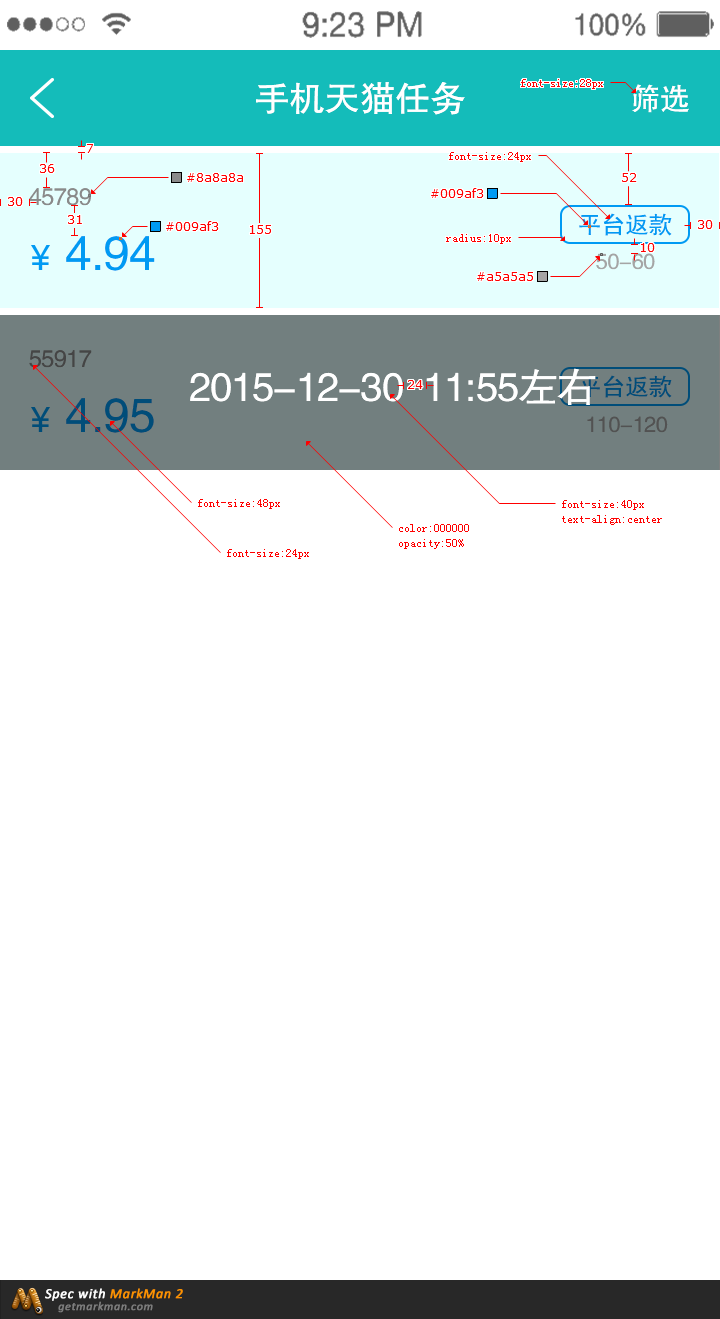 9:23 PM
100%
手机天猫任务
font-size:28px
筛选
7
36
font-size:24px
52
#8a8a8a
30
45789
#009af3
31
平台返款
30
#009af3
155
radius:10px
10
¥ 4.94
50-60
#a5a5a5
55917
2015-12-30 11:55左右
24
平台返款
¥ 4.95
110-120
font-size:48px
font-size:40px
text-align:center
color:000000
opacity:50%
font-size:24px
Spec with MarkMan 2
getmarkman.com